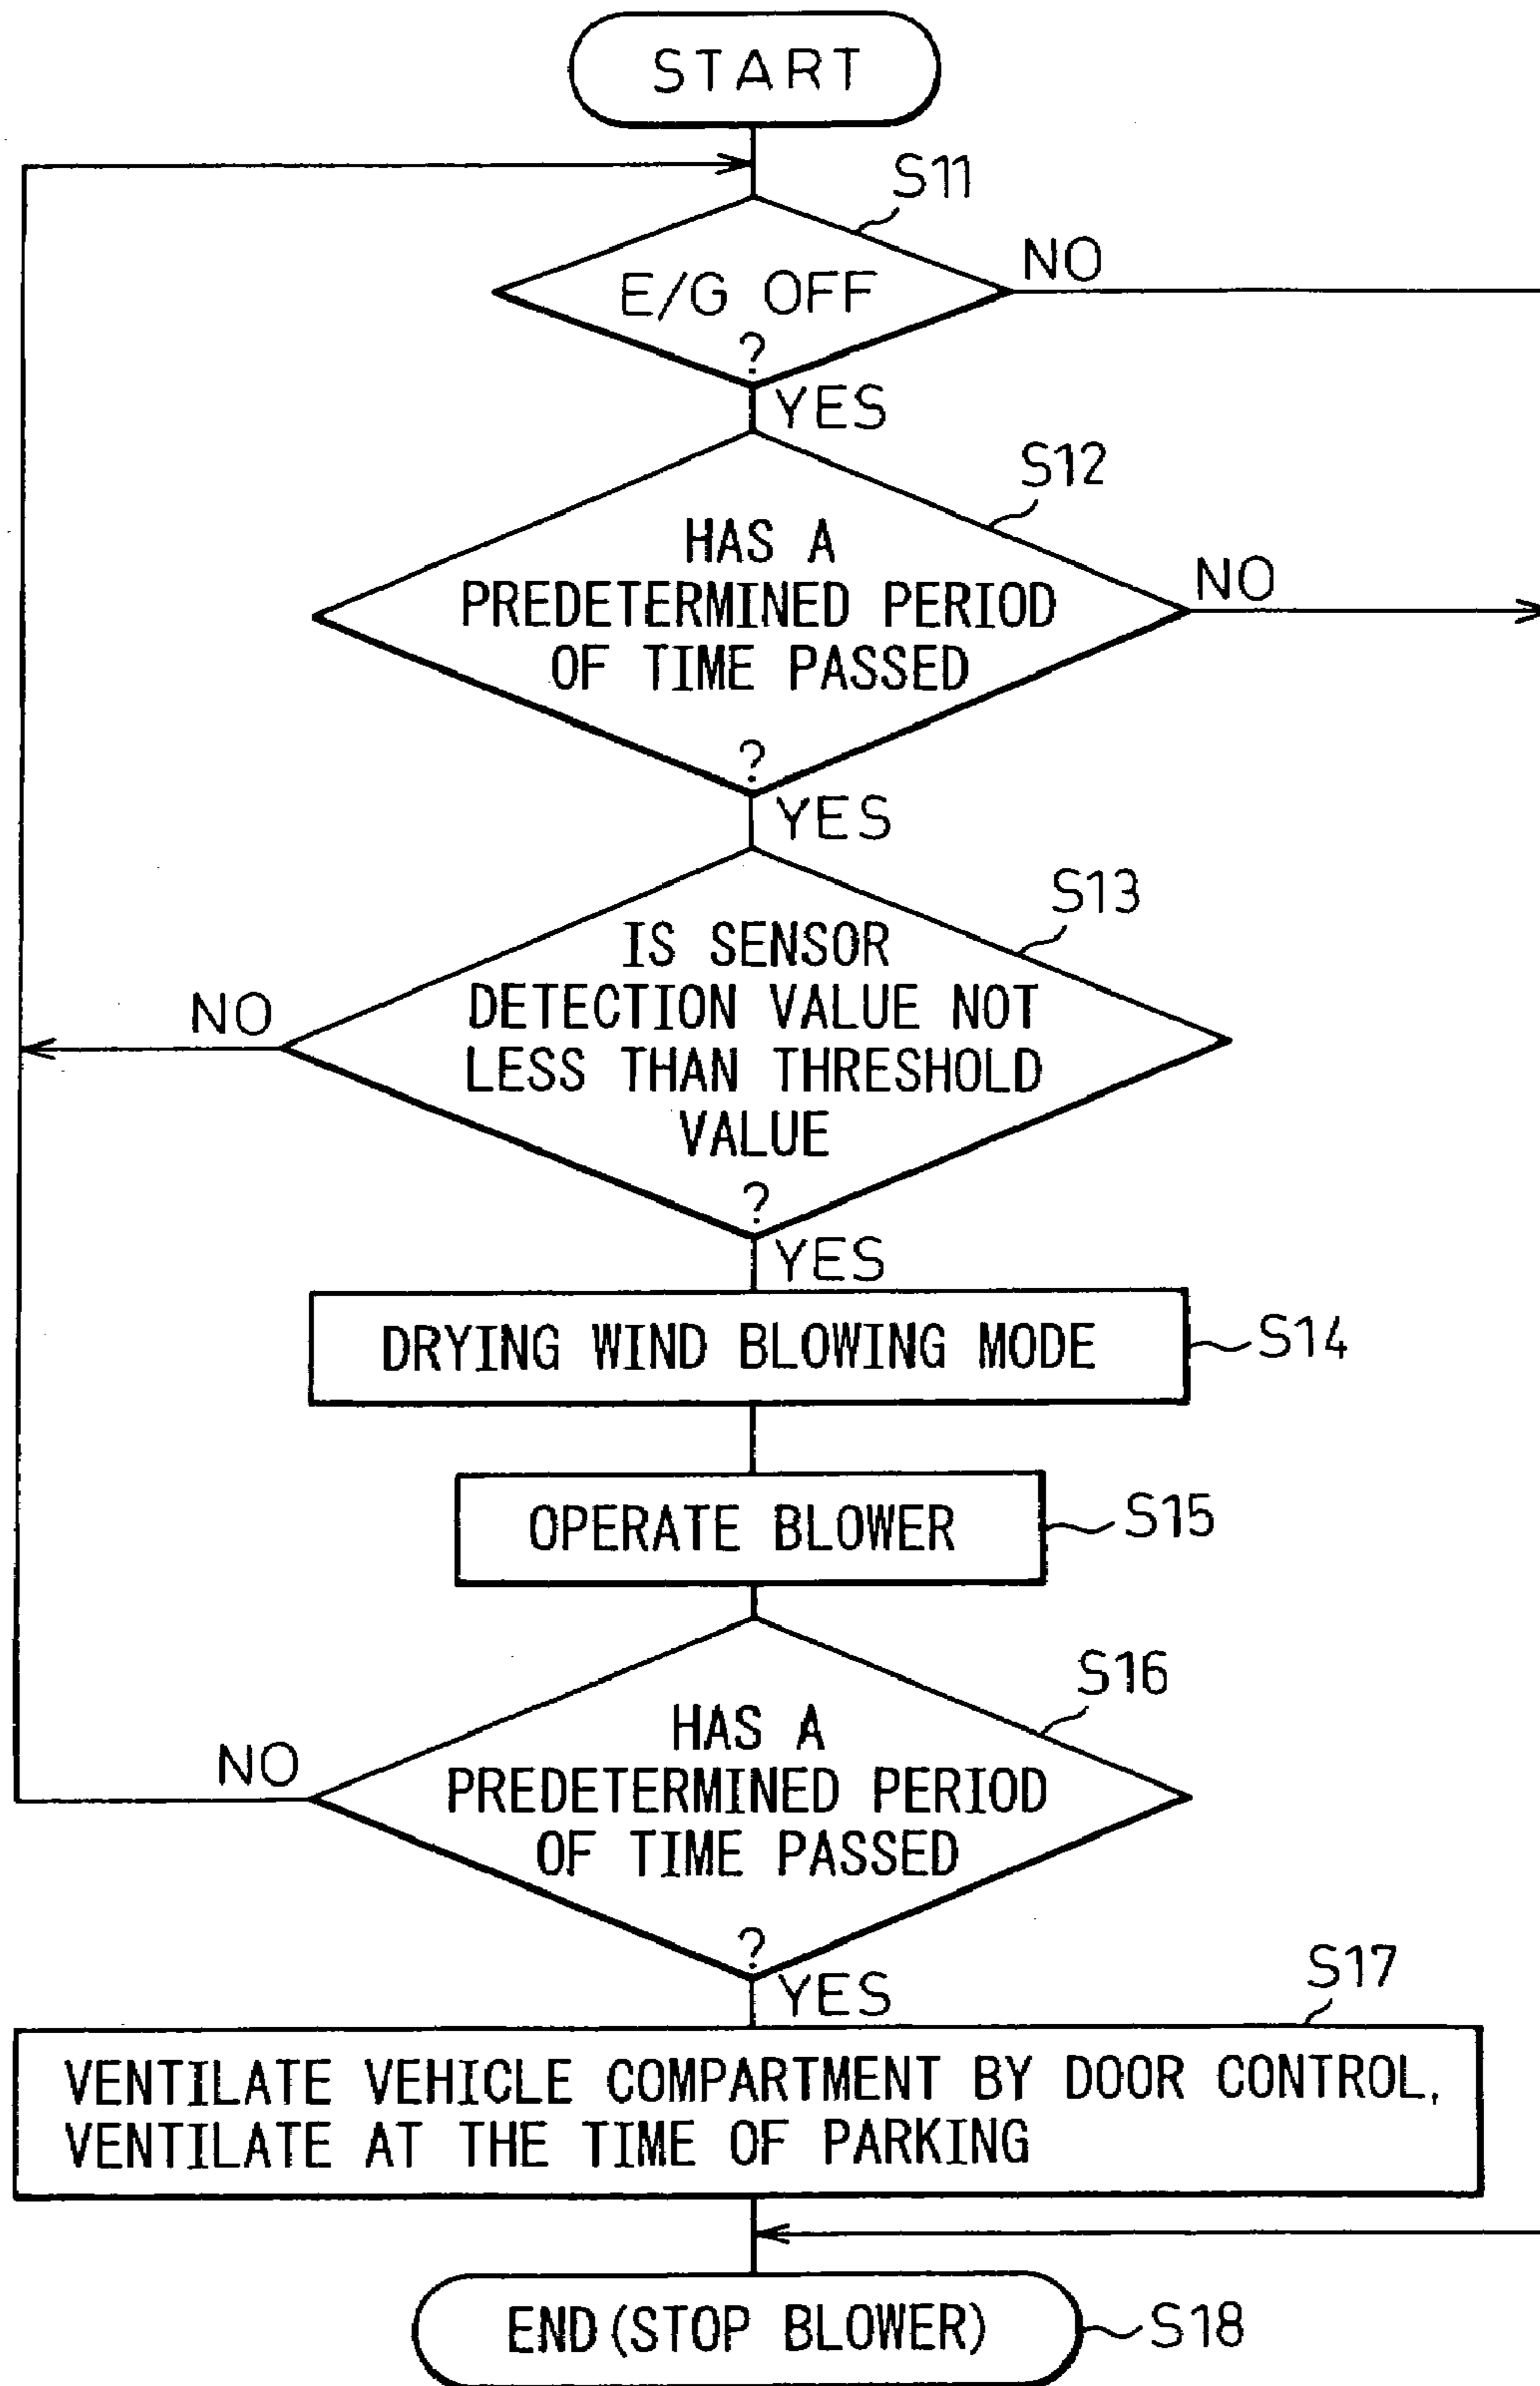 START
S11
NO
E/G OFF
?
YES
S12
HAS A
PREDETERMINED PERIOD
OF TIME PASSED
?
NO
YES
S13
IS SENSOR
DETECTION VALUE NOT
LESS THAN THRESHOLD
VALUE
?
NO
YES
DRYING WIND BLOWING MODE
S14
OPERATE BLOWER
S15
S16
HAS A
PREDETERMINED PERIOD
OF TIME PASSED
?
NO
YES
S17
VENTILATE VEHICLE COMPARTMENT BY DOOR CONTROL,
VENTILATE AT THE TIME OF PARKING
END(STOP BLOWER)
S18